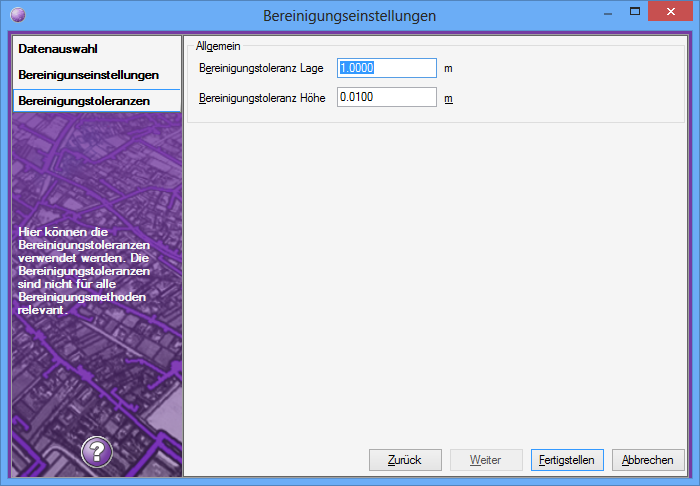 Bereinigungseinstellungen
Datenauswahl
Bereinigunseinstellungen
Bereinigungstoleranzen
Hier können die
Bereinigungstoleranzen
verwendet werden. Die
Bereinigungstoleranzen
sind nicht für alle
Bereinigungsmethoden
relevant.
?
Allgemein
Bereinigungstoleranz Lage 1.0000 m
Bereinigungstoleranz Höhe 0.0100 m
Zurück Weiter Fertigstellen Abbrechen